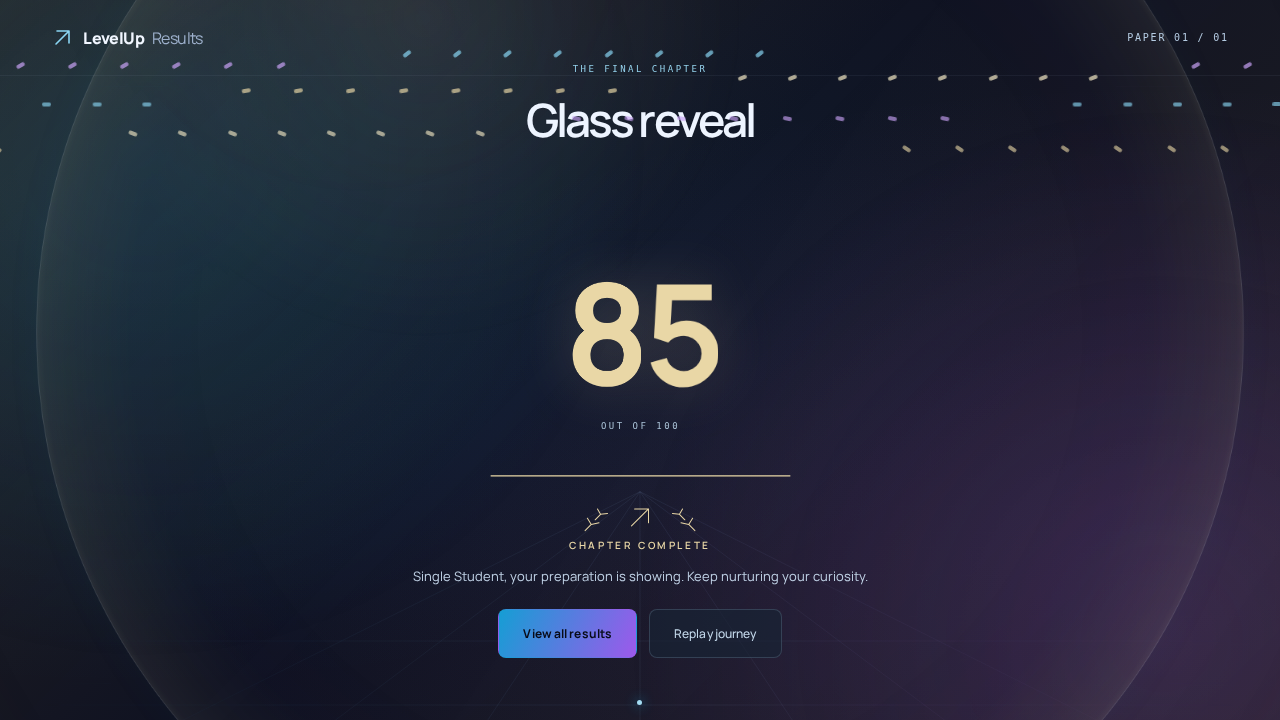 LevelUp Results
PAPER 01 / 01
THE FINAL CHAPTER
Glass reveal
85
OUT OF 100
CHAPTER COMPLETE
Single Student, your preparation is showing. Keep nurturing your curiosity.
View all results
Replay journey